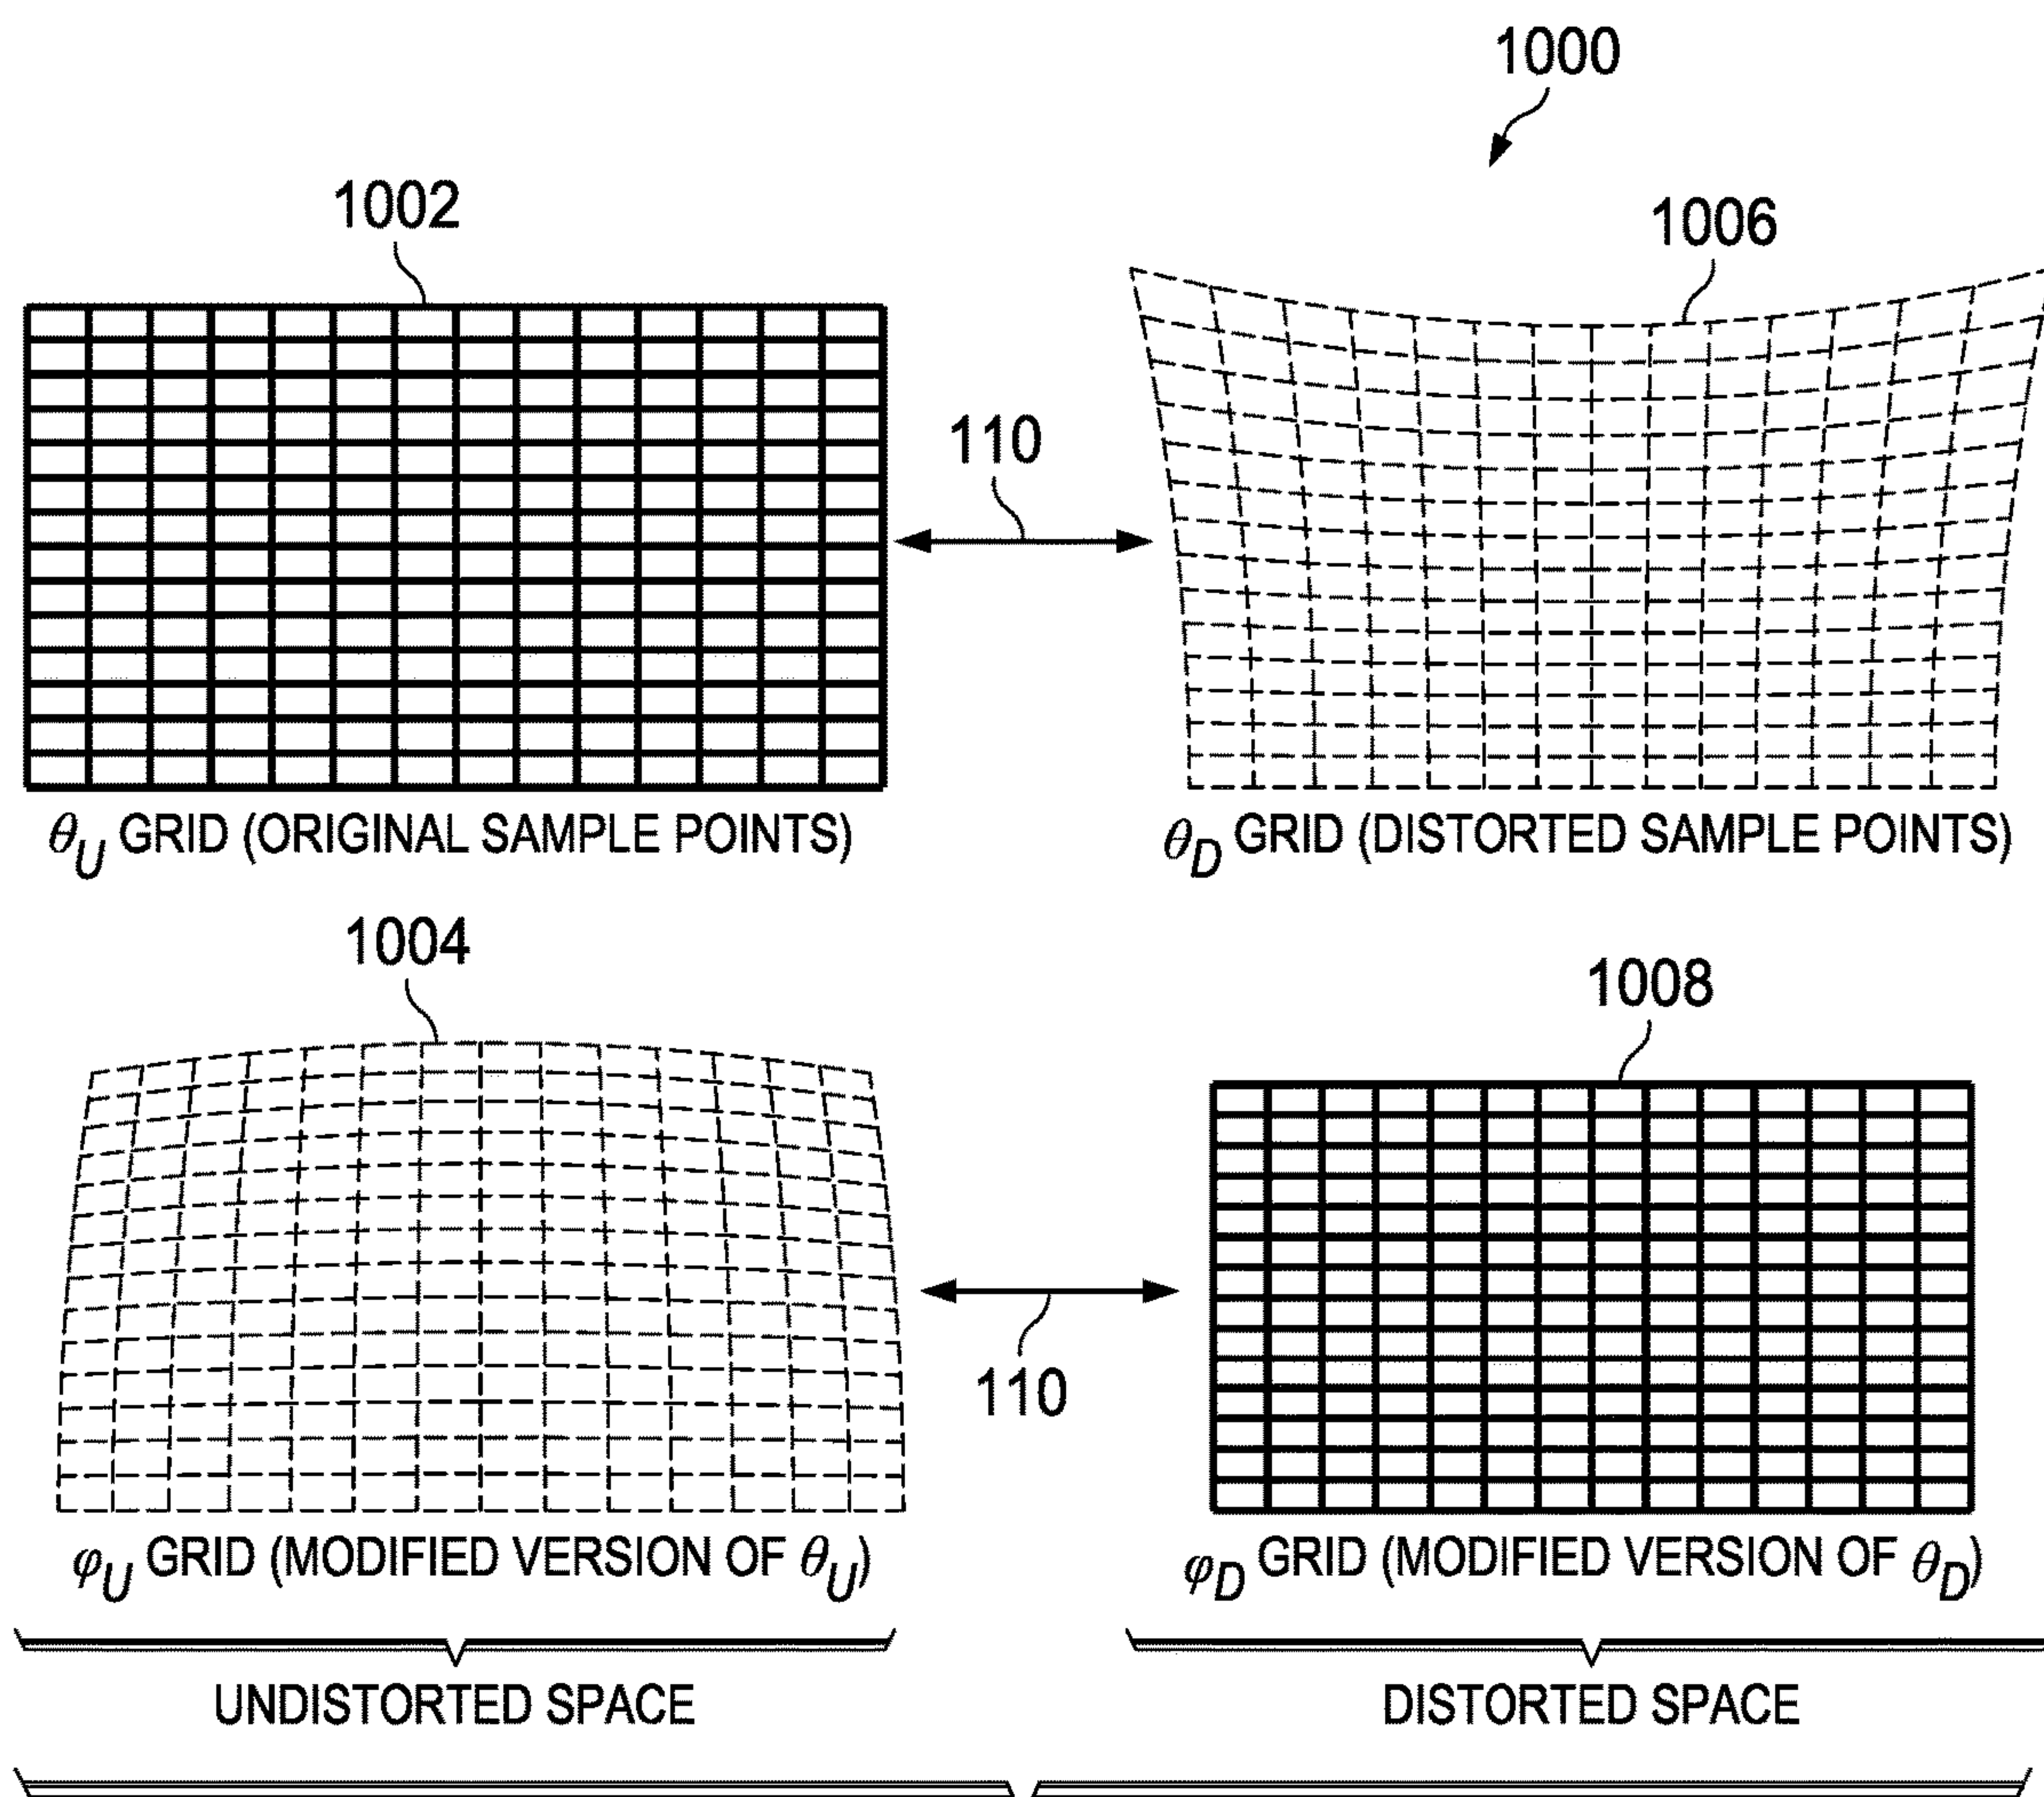 1000
1002
1006
110
θU GRID (ORIGINAL SAMPLE POINTS)
θD GRID (DISTORTED SAMPLE POINTS)
1004
1008
110
φU GRID (MODIFIED VERSION OF θU)
φD GRID (MODIFIED VERSION OF θD)
UNDISTORTED SPACE
DISTORTED SPACE